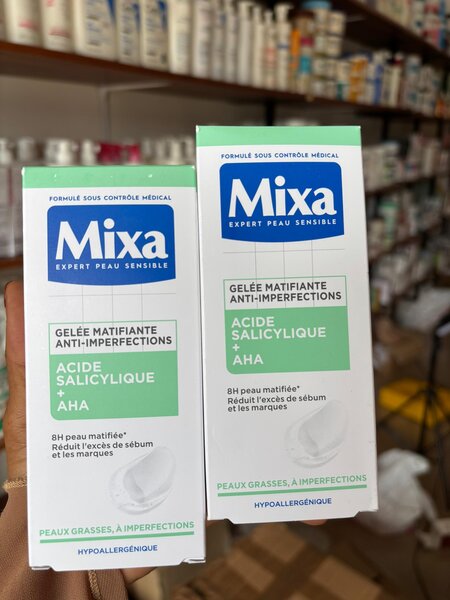 FORMULÉ SOUS CONTRÔLE MÉDICAL
Mixa
EXPERT PEAU SENSIBLE
GELÉE MATIFIANTE
ANTI-IMPERFECTIONS
ACIDE
SALICYLIQUE
+
AHA
8H peau matifiée*
Réduit l'excès de sébum
et les marques
PEAUX GRASSES, À IMPERFECTIONS
HYPOALLERGÉNIQUE
FORMULÉ SOUS CONTRÔLE MÉDICAL
Mixa
EXPERT PEAU SENSIBLE
GELÉE MATIFIANTE
ANTI-IMPERFECTIONS
ACIDE
SALICYLIQUE
+
AHA
8H peau matifiée*
Réduit l'excès de sébum
et les marques
PEAUX GRASSES, À IMPERFECTIONS
HYPOALLERGÉNIQUE